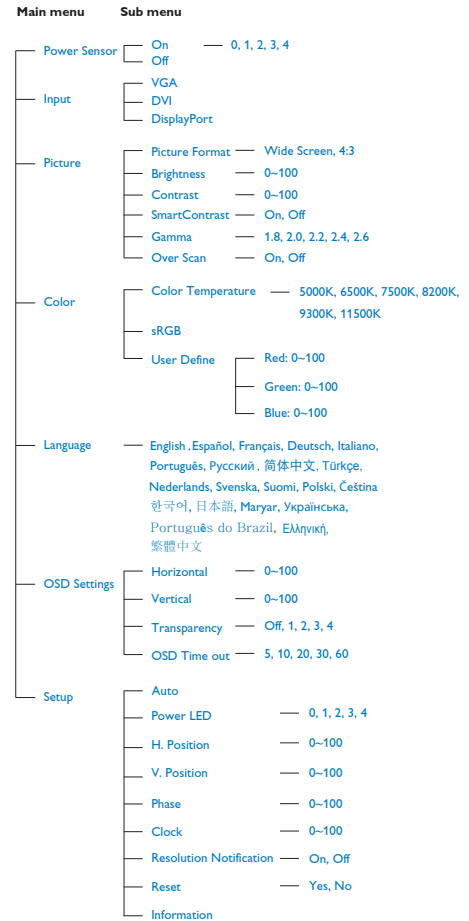 Main menu Sub menu
Power Sensor On 0, 1, 2, 3, 4
Off
Input VGA
DVI
DisplayPort
Picture Picture Format Wide Screen, 4:3
Brightness 0~100
Contrast 0~100
SmartContrast On, Off
Gamma 1.8, 2.0, 2.2, 2.4, 2.6
Over Scan On, Off
Color Color Temperature 5000K, 6500K, 7500K, 8200K,
9300K, 11500K
sRGB
User Define Red: 0~100
Green: 0~100
Blue: 0~100
Language English , Español, Français, Deutsch, Italiano,
Português, Русский , 简体中文, Türkçe,
Nederlands, Svenska, Suomi, Polski, Čeština
한국어, 日本語, Maryar, Українська,
Português do Brazil, Ελληνική,
繁體中文
OSD Settings Horizontal 0~100
Vertical 0~100
Transparency Off, 1, 2, 3, 4
OSD Time out 5, 10, 20, 30, 60
Setup Auto
Power LED 0, 1, 2, 3, 4
H. Position 0~100
V. Position 0~100
Phase 0~100
Clock 0~100
Resolution Notification On, Off
Reset Yes, No
Information